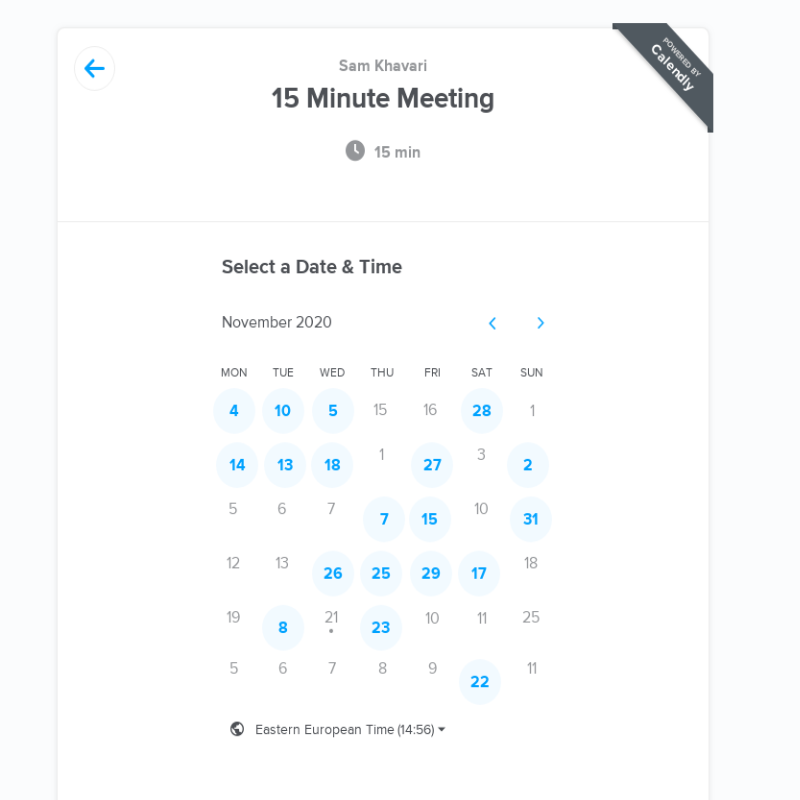 Sam Khavari
POWERED BY
Calendly
15 Minute Meeting
15 min
Select a Date & Time
November 2020
MON TUE WED THU FRI SAT SUN
4 10 5 15 16 28 1
14 13 18 1 27 3 2
5 6 7 7 15 10 31
12 13 26 25 29 17 18
19 8 21 23 10 11 25
5 6 7 8 9 22 11
Eastern European Time (14:56)